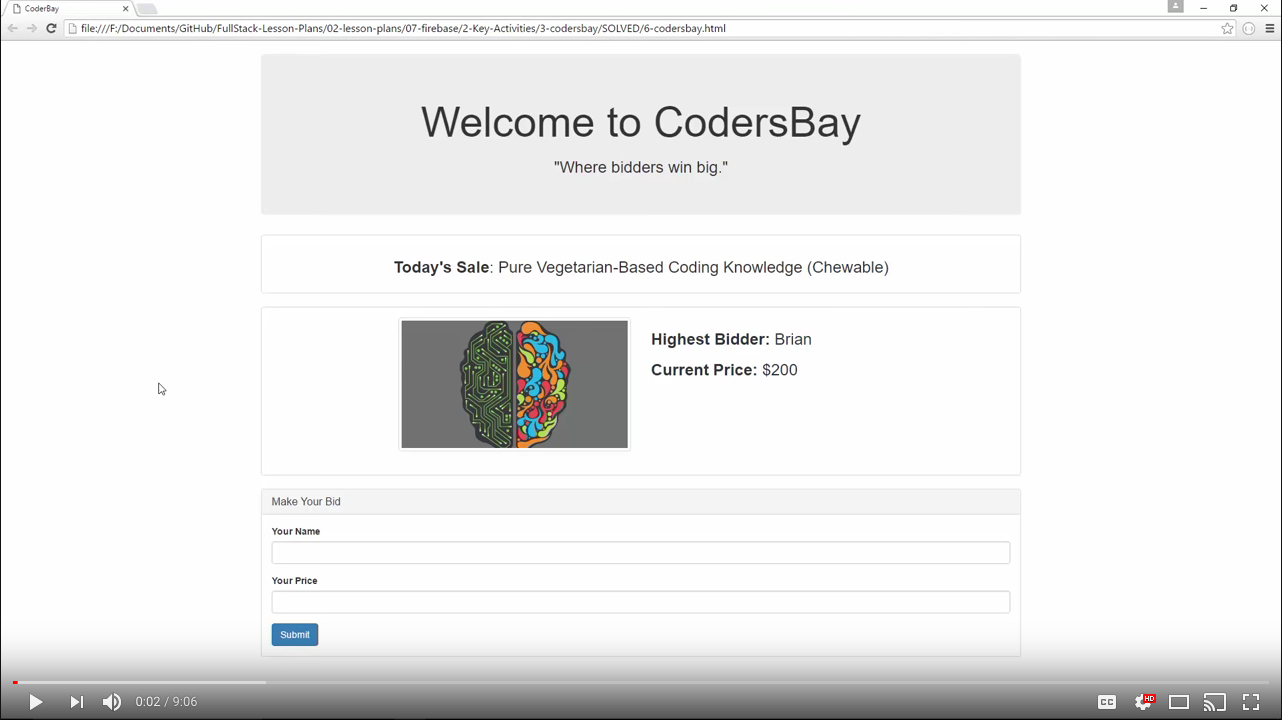 CoderBay
file:///F:/Documents/GitHub/FullStack-Lesson-Plans/02-lesson-plans/07-firebase/2-Key-Activities/3-codersbay/SOLVED/6-codersbay.html
Welcome to CodersBay
"Where bidders win big."
Today's Sale: Pure Vegetarian-Based Coding Knowledge (Chewable)
Highest Bidder: Brian
Current Price: $200
Make Your Bid
Your Name
Your Price
Submit
0:02 / 9:06
CC
HD